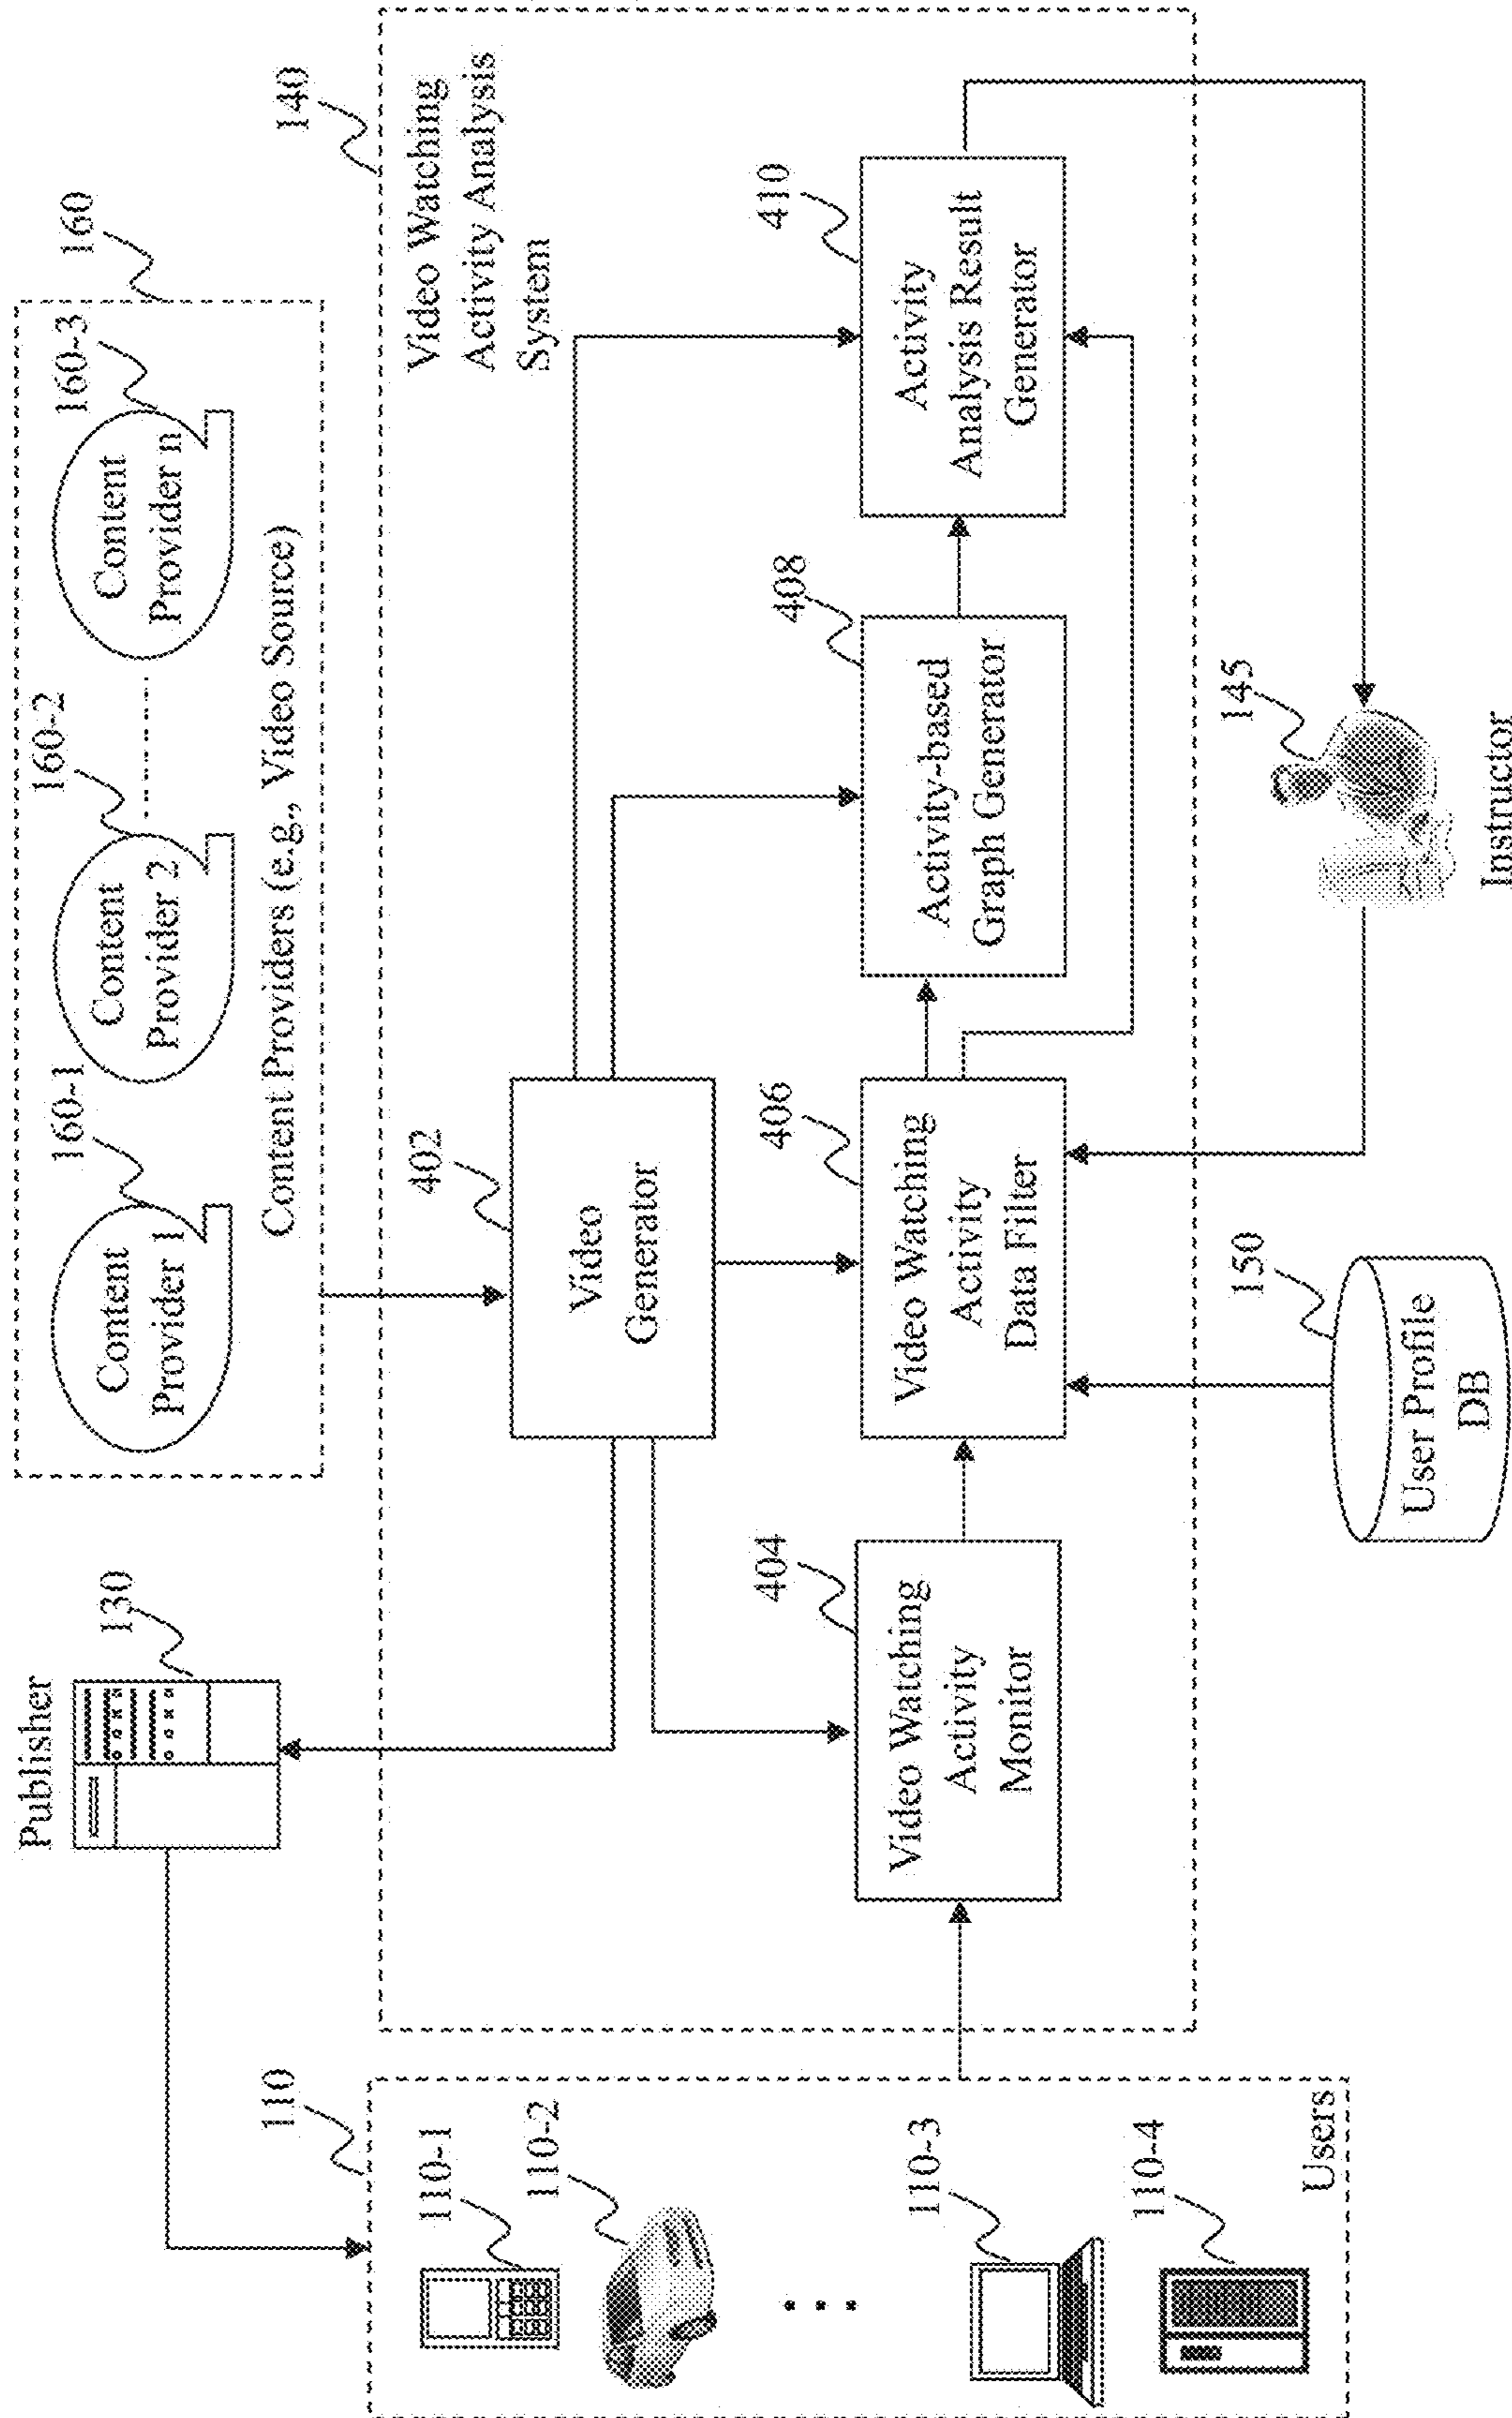 Publisher
130
160
160-1
160-2
160-3
Content
Provider 1
Content
Provider 2
Content
Provider n
Content Providers (e.g., Video Source)
140
Video Watching
Activity Analysis
System
402
Video
Generator
404
Video Watching
Activity
Monitor
406
Video Watching
Activity
Data Filter
408
Activity-based
Graph Generator
410
Activity
Analysis Result
Generator
110
110-1
110-2
110-3
110-4
Users
150
User Profile
DB
145
Instructor